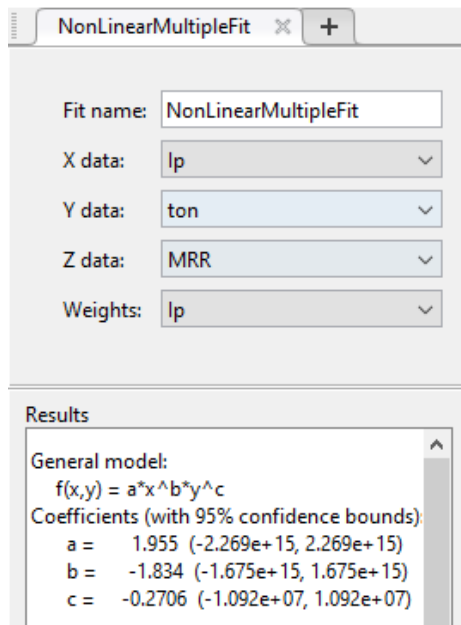 NonLinearMultipleFit
Fit name: NonLinearMultipleFit
X data: Ip
Y data: ton
Z data: MRR
Weights: Ip
Results
General model:
f(x,y) = a*x^b*y^c
Coefficients (with 95% confidence bounds):
a = 1.955 (-2.269e+15, 2.269e+15)
b = -1.834 (-1.675e+15, 1.675e+15)
c = -0.2706 (-1.092e+07, 1.092e+07)